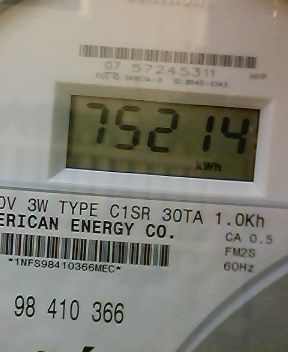 07 57245311
75214
kWh
0V 3W TYPE C1SR 30TA 1.0Kh
ERICAN ENERGY CO.
CA 0.5
*1NFS98410366MEC*
FM2S
60Hz
98 410 366